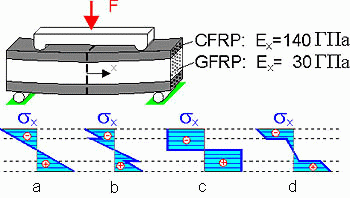 F
CFRP: Eₓ=140 ГПа
GFRP: Eₓ= 30 ГПа
x
σₓ σₓ σₓ σₓ
a b c d